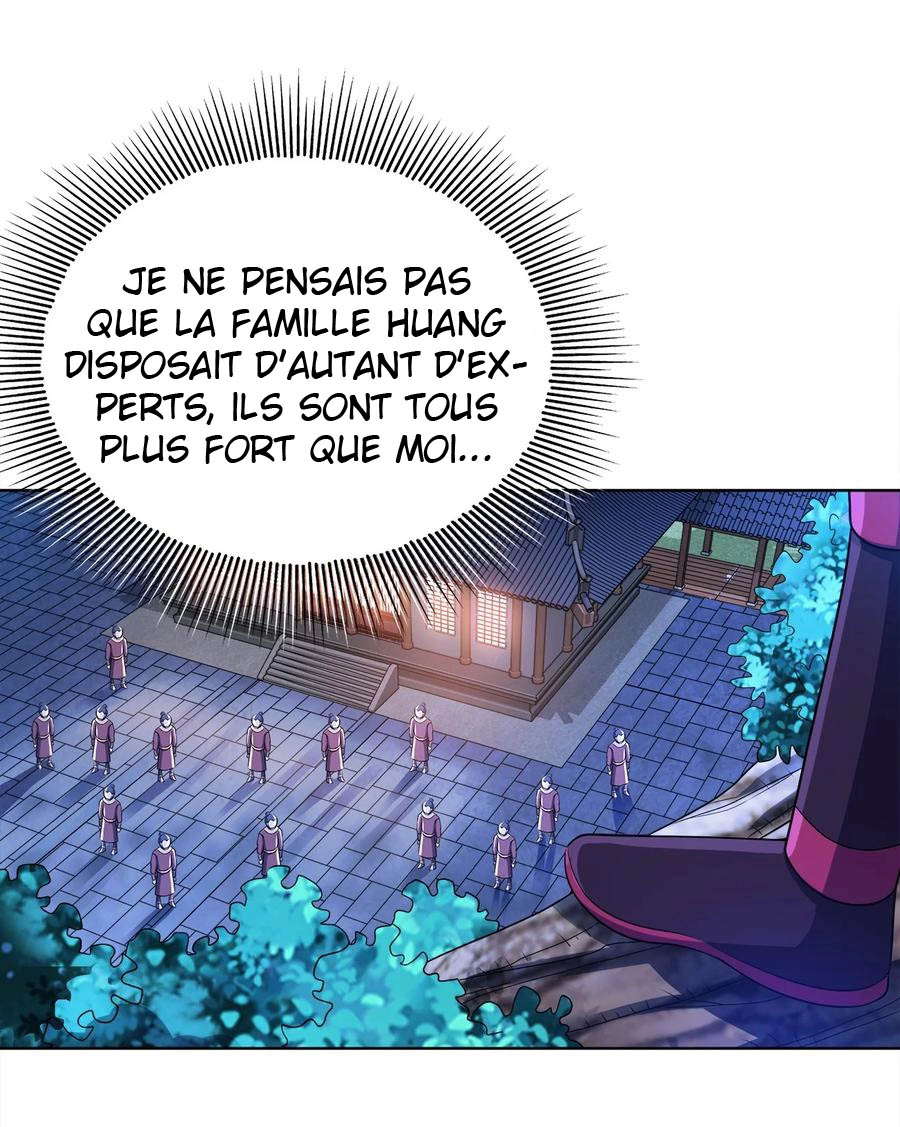 JE NE PENSAIS PAS
QUE LA FAMILLE HUANG
DISPOSAIT D'AUTANT D'EX-
PERTS, ILS SONT TOUS
PLUS FORT QUE MOI...